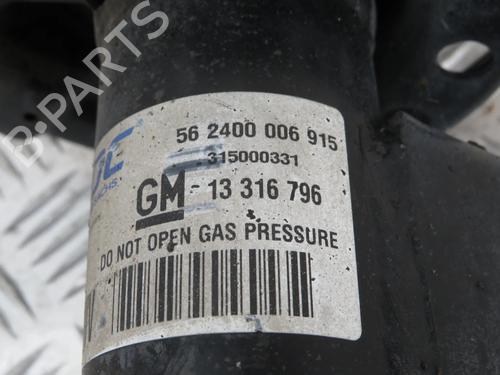 B-PARTS
56 2400 006 915
315000331
GM - 13 316 796
DO NOT OPEN GAS PRESSURE